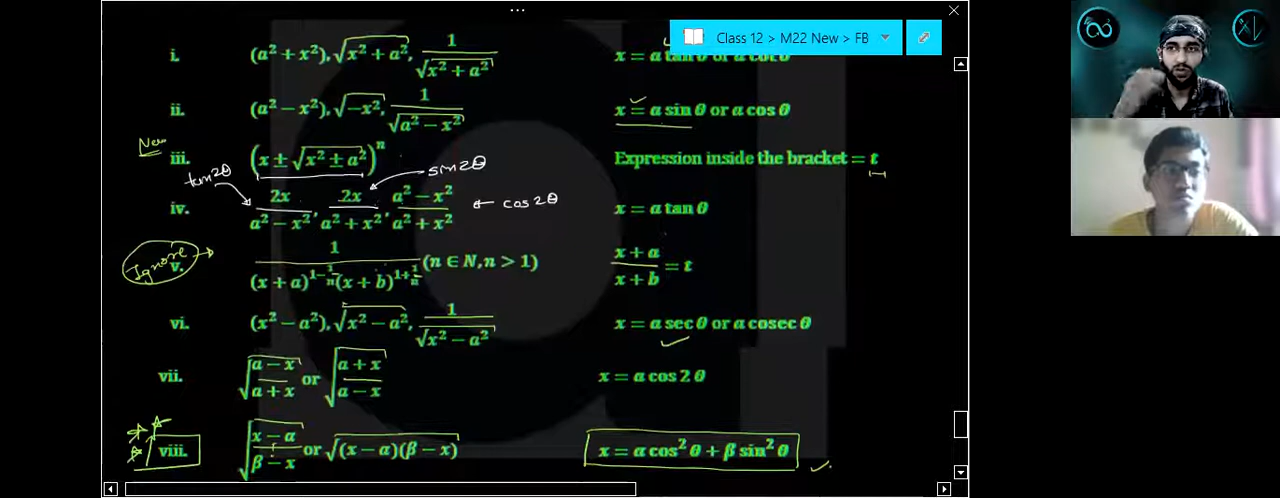 ...
Class 12 > M22 New > FB
i. (a² + x²), √(x² + a²), 1/√(x² + a²) x = a tan θ or a cot θ
ii. (a² − x²), √(−x²), 1/√(a² − x²) x = a sin θ or a cos θ
New
iii. (x ± √(x² ± a²))ⁿ Expression inside the bracket = t
tan2θ sin2θ
iv. 2x/(a² − x²), 2x/(a² + x²), (a² − x²)/(a² + x²) ← cos2θ x = a tan θ
Ignore →
v. 1/((x + a)^(1−1/n) (x + b)^(1+1/n)) (n ∈ N, n > 1) (x + a)/(x + b) = t
vi. (x² − a²), √(x² − a²), 1/√(x² − a²) x = a sec θ or a cosec θ
vii. √((a − x)/(a + x)) or √((a + x)/(a − x)) x = a cos 2θ
viii. √((x − α)/(β − x)) or √((x − α)(β − x)) x = α cos² θ + β sin² θ